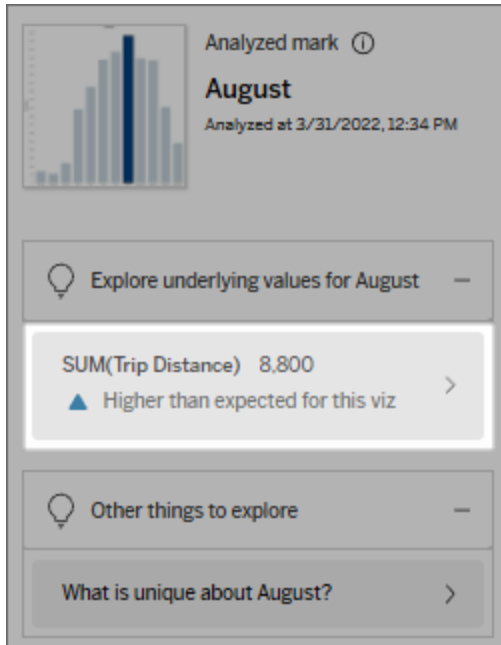 Analyzed mark
August
Analyzed at 3/31/2022, 12:34 PM
Explore underlying values for August
SUM(Trip Distance) 8,800
Higher than expected for this viz
Other things to explore
What is unique about August?